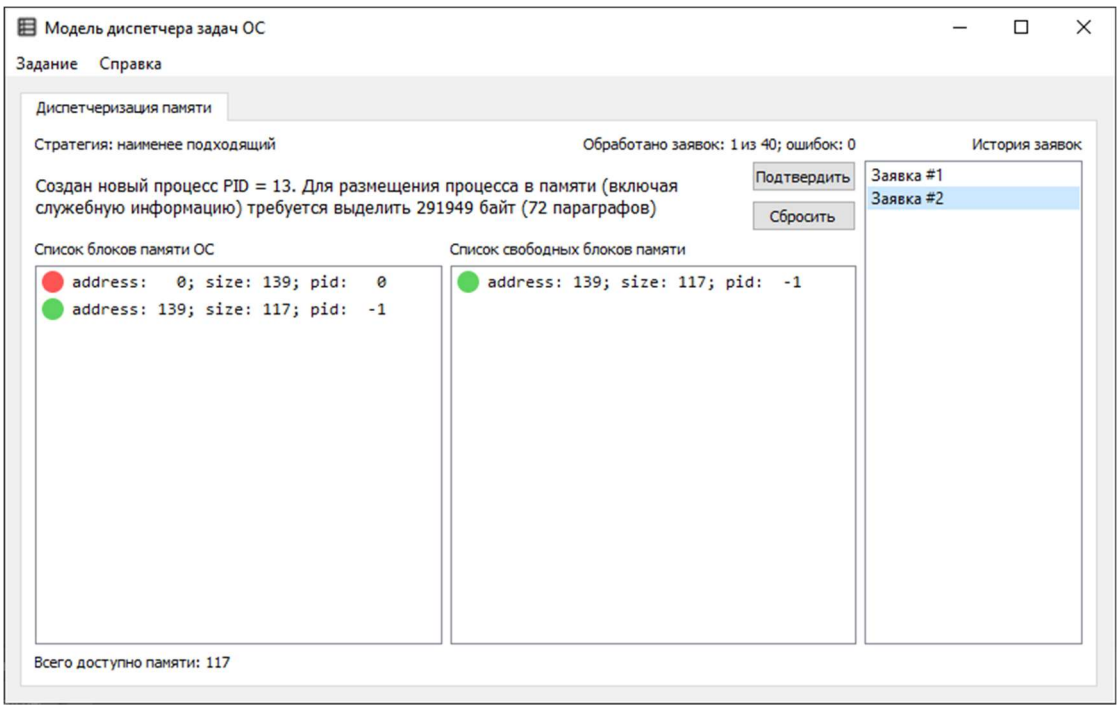 Модель диспетчера задач ОС
Задание Справка
Диспетчеризация памяти
Стратегия: наименее подходящий Обработано заявок: 1 из 40; ошибок: 0 История заявок
Создан новый процесс PID = 13. Для размещения процесса в памяти (включая
служебную информацию) требуется выделить 291949 байт (72 параграфов)
Подтвердить
Сбросить
Заявка #1
Заявка #2
Список блоков памяти ОС
address: 0; size: 139; pid: 0
address: 139; size: 117; pid: -1
Список свободных блоков памяти
address: 139; size: 117; pid: -1
Всего доступно памяти: 117